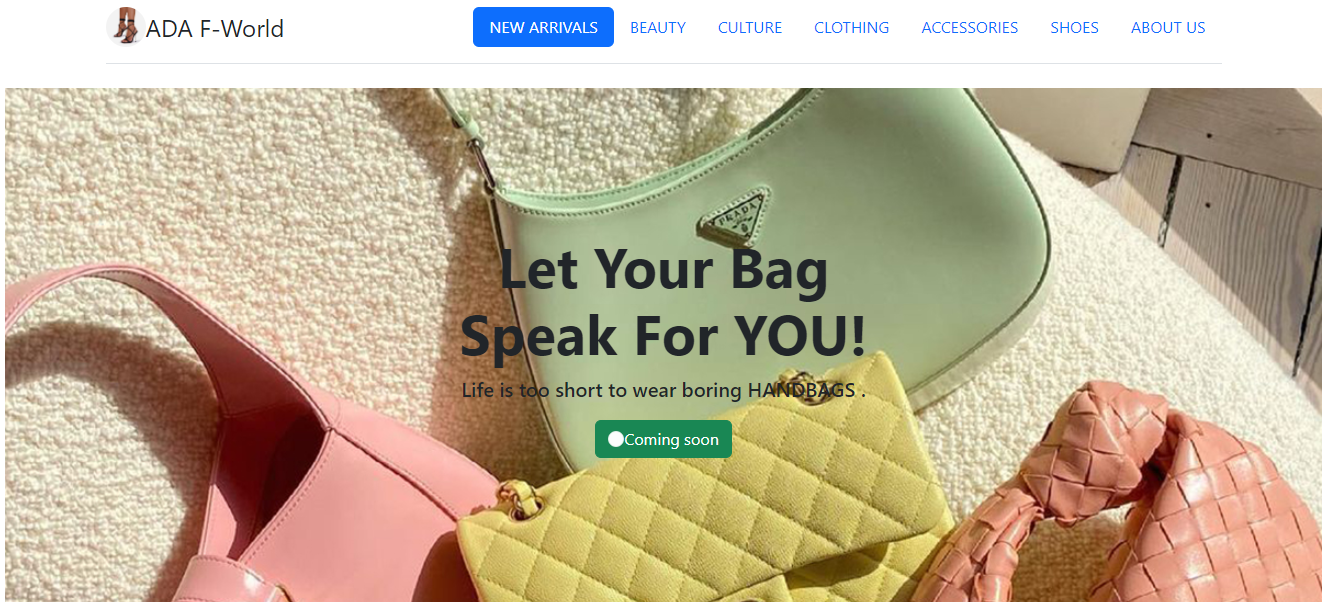 ADA F-World
NEW ARRIVALS BEAUTY CULTURE CLOTHING ACCESSORIES SHOES ABOUT US
PRADA
Let Your Bag
Speak For YOU!
Life is too short to wear boring HANDBAGS .
Coming soon